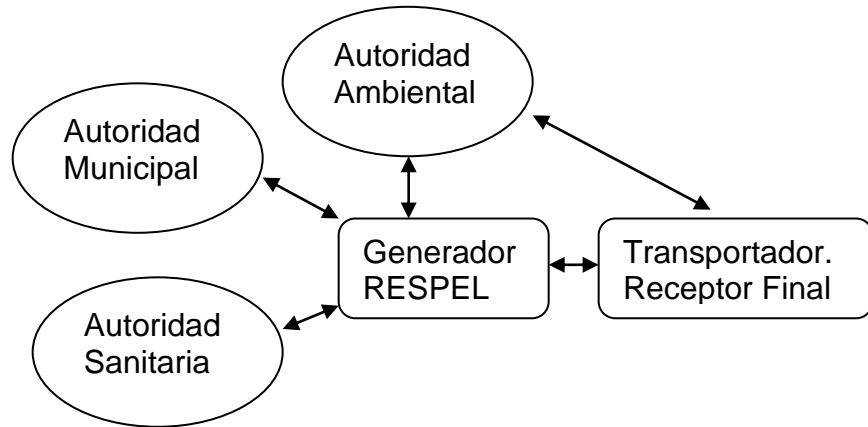 Autoridad
Ambiental
Autoridad
Municipal
Generador
RESPEL
Transportador.
Receptor Final
Autoridad
Sanitaria